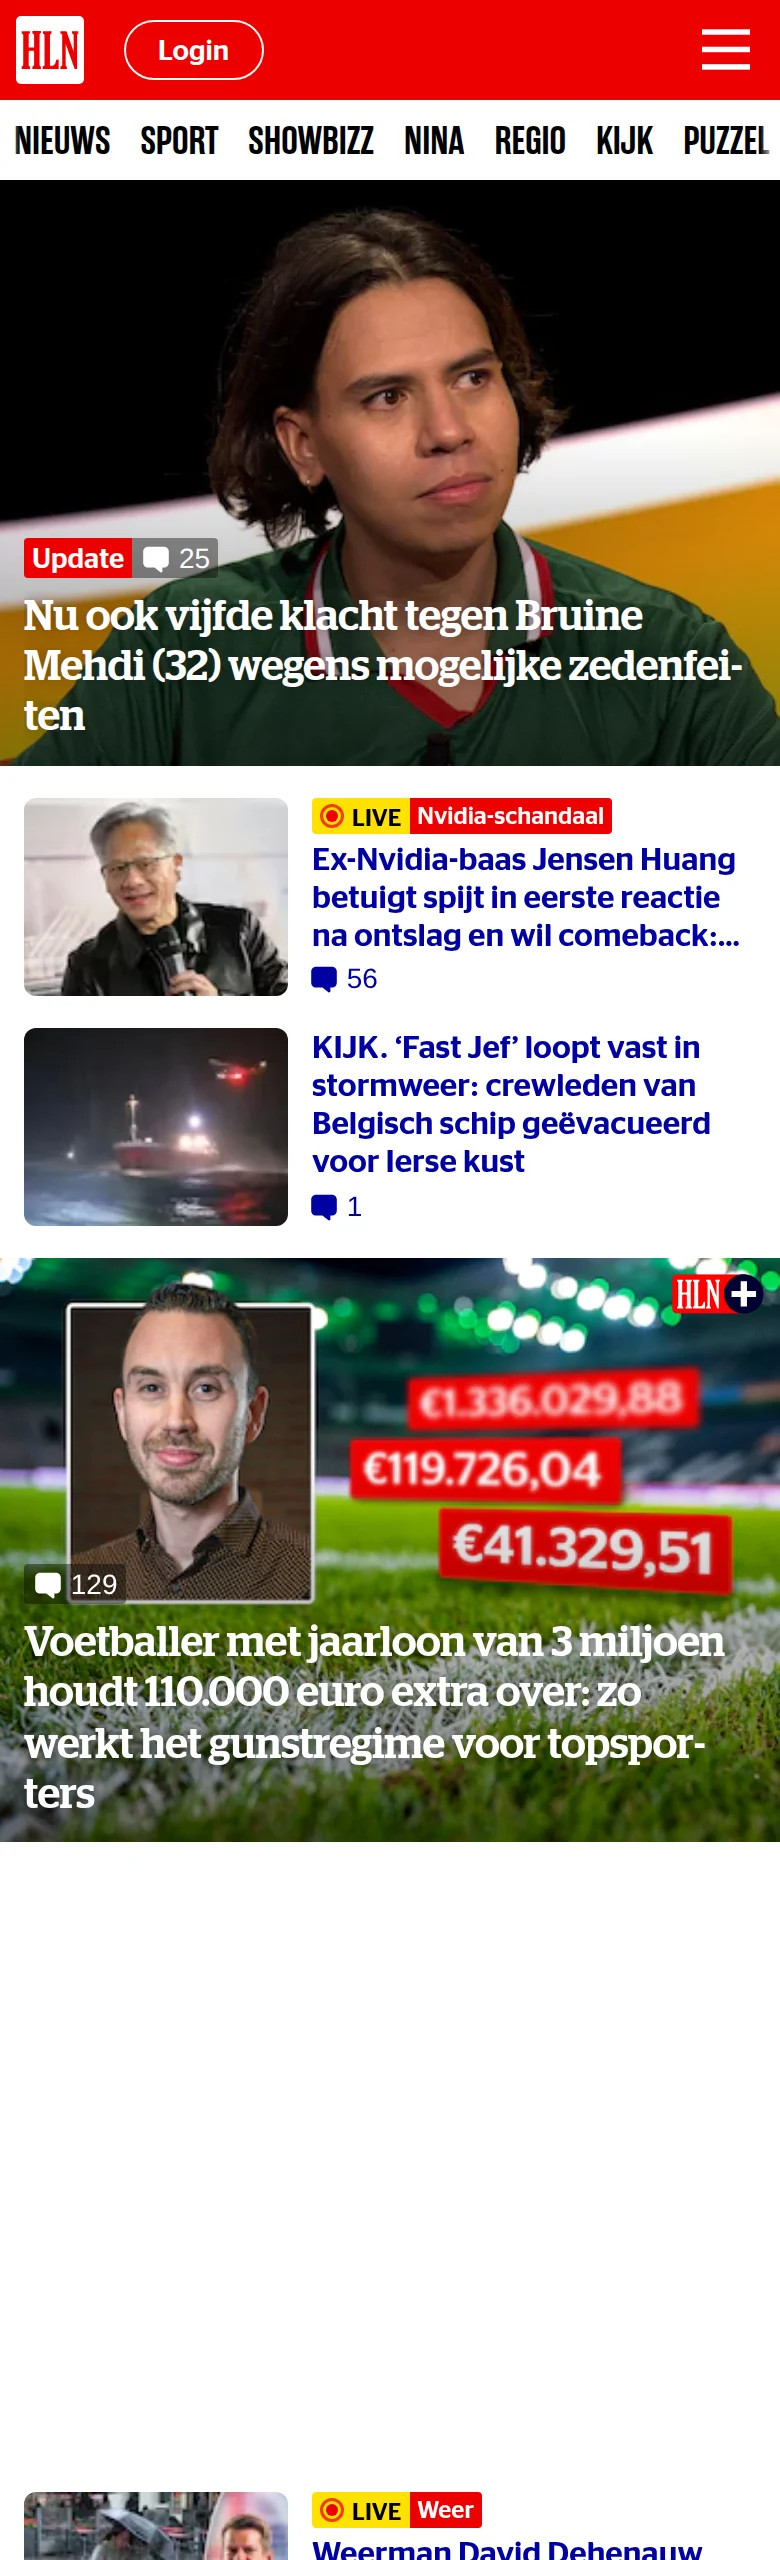 HLN
Login
NIEUWS SPORT SHOWBIZZ NINA REGIO KIJK PUZZEL
Update 25
Nu ook vijfde klacht tegen Bruine
Mehdi (32) wegens mogelijke zedenfei-
ten
LIVE Nvidia-schandaal
Ex-Nvidia-baas Jensen Huang
betuigt spijt in eerste reactie
na ontslag en wil comeback:...
56
KIJK. ‘Fast Jef’ loopt vast in
stormweer: crewleden van
Belgisch schip geëvacueerd
voor Ierse kust
1
HLN+
€1.336.029,88
€119.726,04
€41.329,51
129
Voetballer met jaarloon van 3 miljoen
houdt 110.000 euro extra over: zo
werkt het gunstregime voor topspor-
ters
LIVE Weer
Weerman David Dehenauw